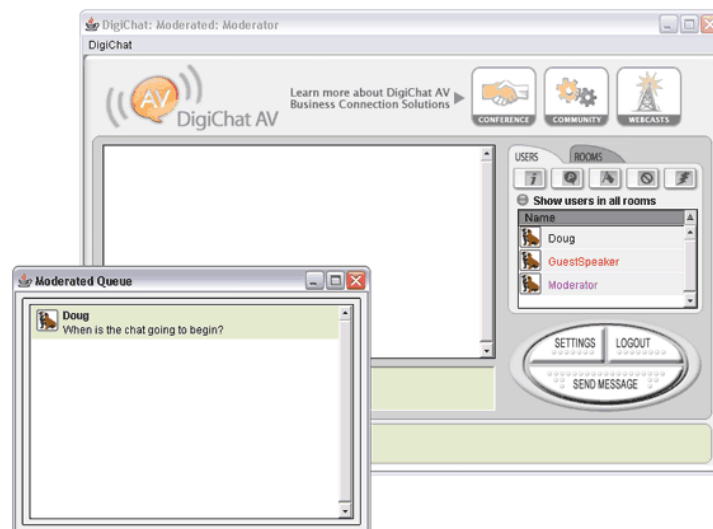 DigiChat: Moderated: Moderator
DigiChat
AV
DigiChat AV
Learn more about DigiChat AV
Business Connection Solutions
CONFERENCE
COMMUNITY
WEBCASTS
USERS
ROOMS
Show users in all rooms
Name
Doug
GuestSpeaker
Moderator
SETTINGS
LOGOUT
SEND MESSAGE
Moderated Queue
Doug
When is the chat going to begin?